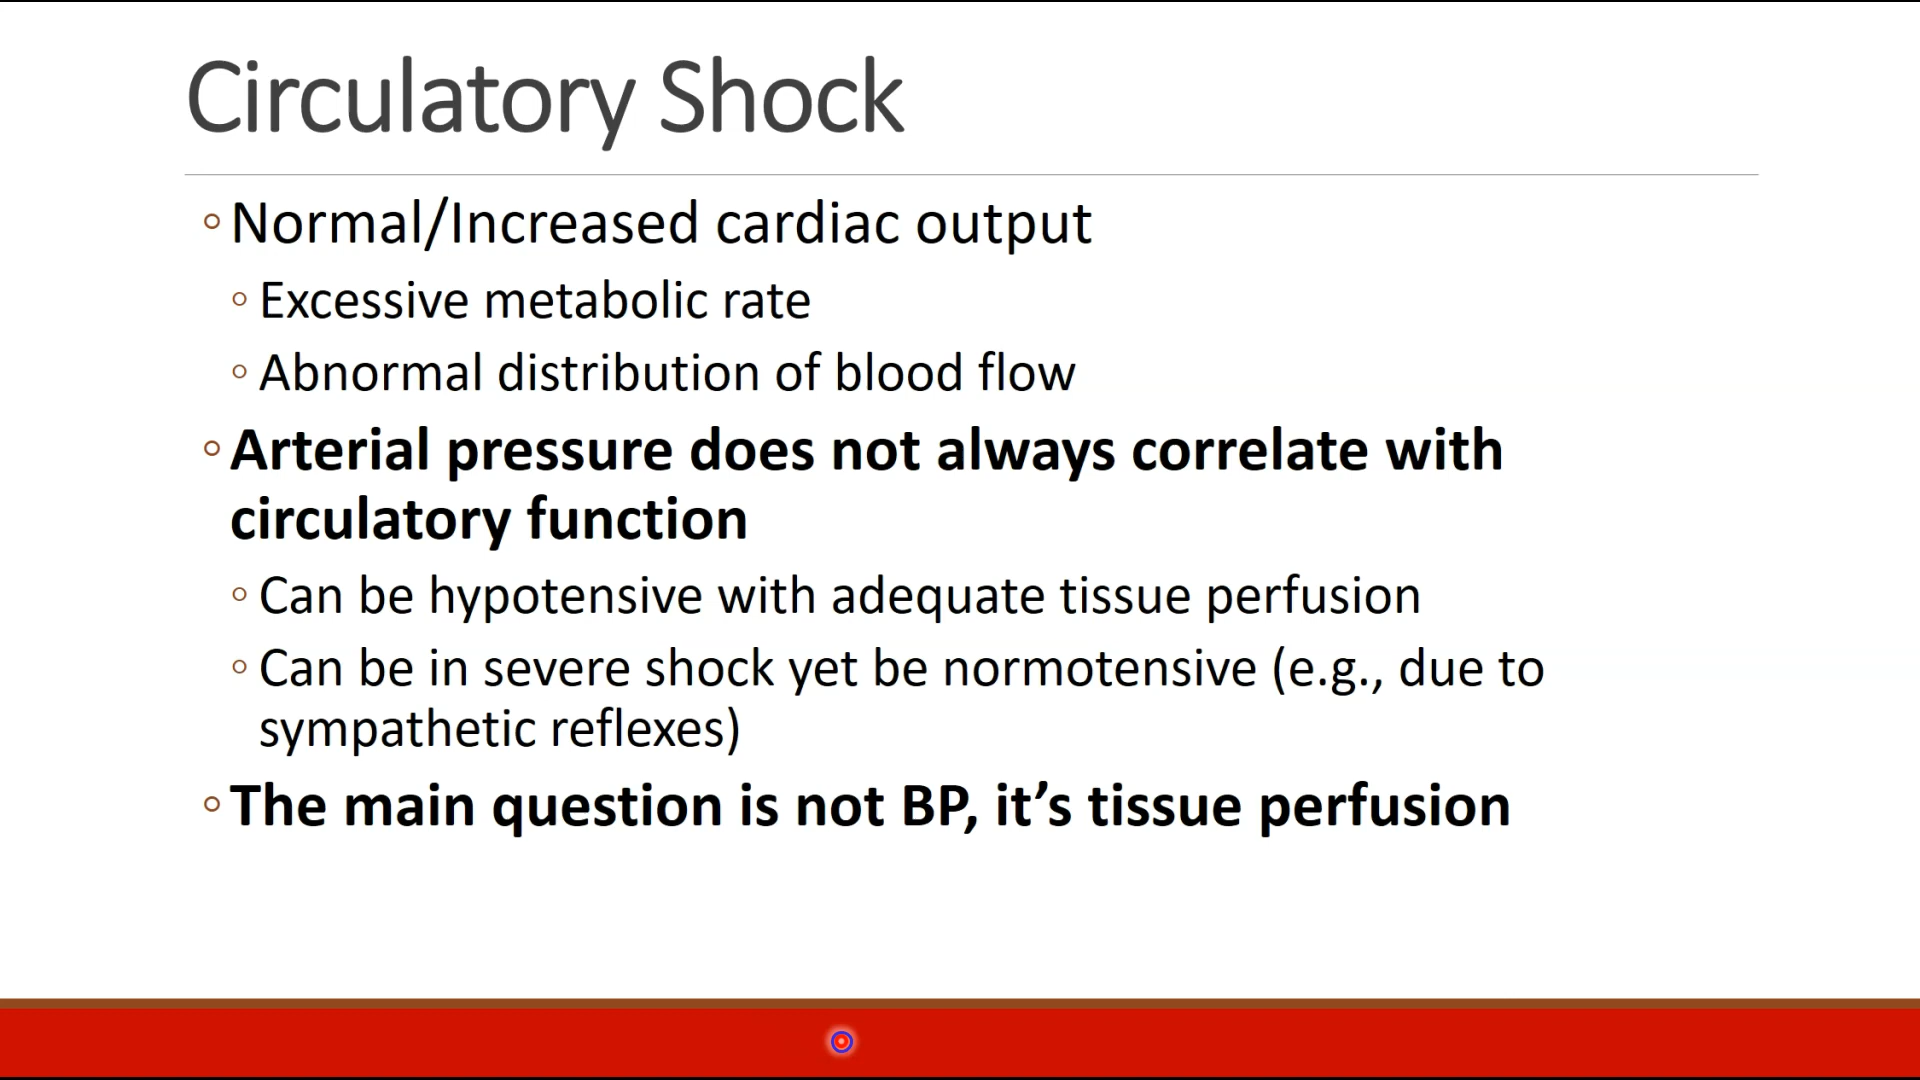 Circulatory Shock
◦Normal/Increased cardiac output
◦Excessive metabolic rate
◦Abnormal distribution of blood flow
◦Arterial pressure does not always correlate with
circulatory function
◦Can be hypotensive with adequate tissue perfusion
◦Can be in severe shock yet be normotensive (e.g., due to
sympathetic reflexes)
◦The main question is not BP, it’s tissue perfusion